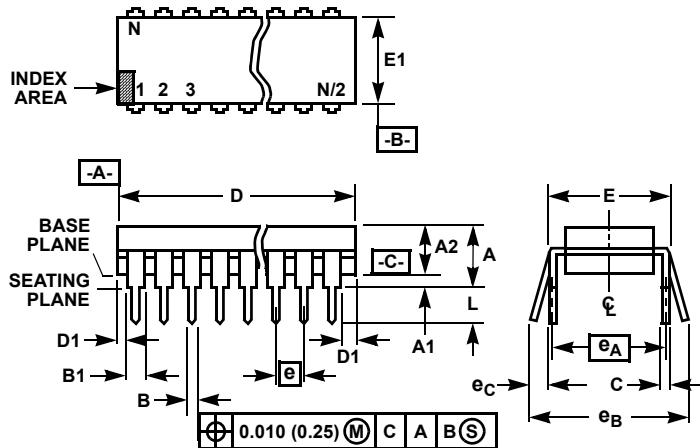 N
INDEX
AREA
1 2 3 N/2
E1
-B-
-A-
D
E
BASE
PLANE
A2
A
-C-
SEATING
PLANE
L
C
L
D1
B1
A1
D1
e
eA
eC
C
B
eB
0.010 (0.25) M C A B S